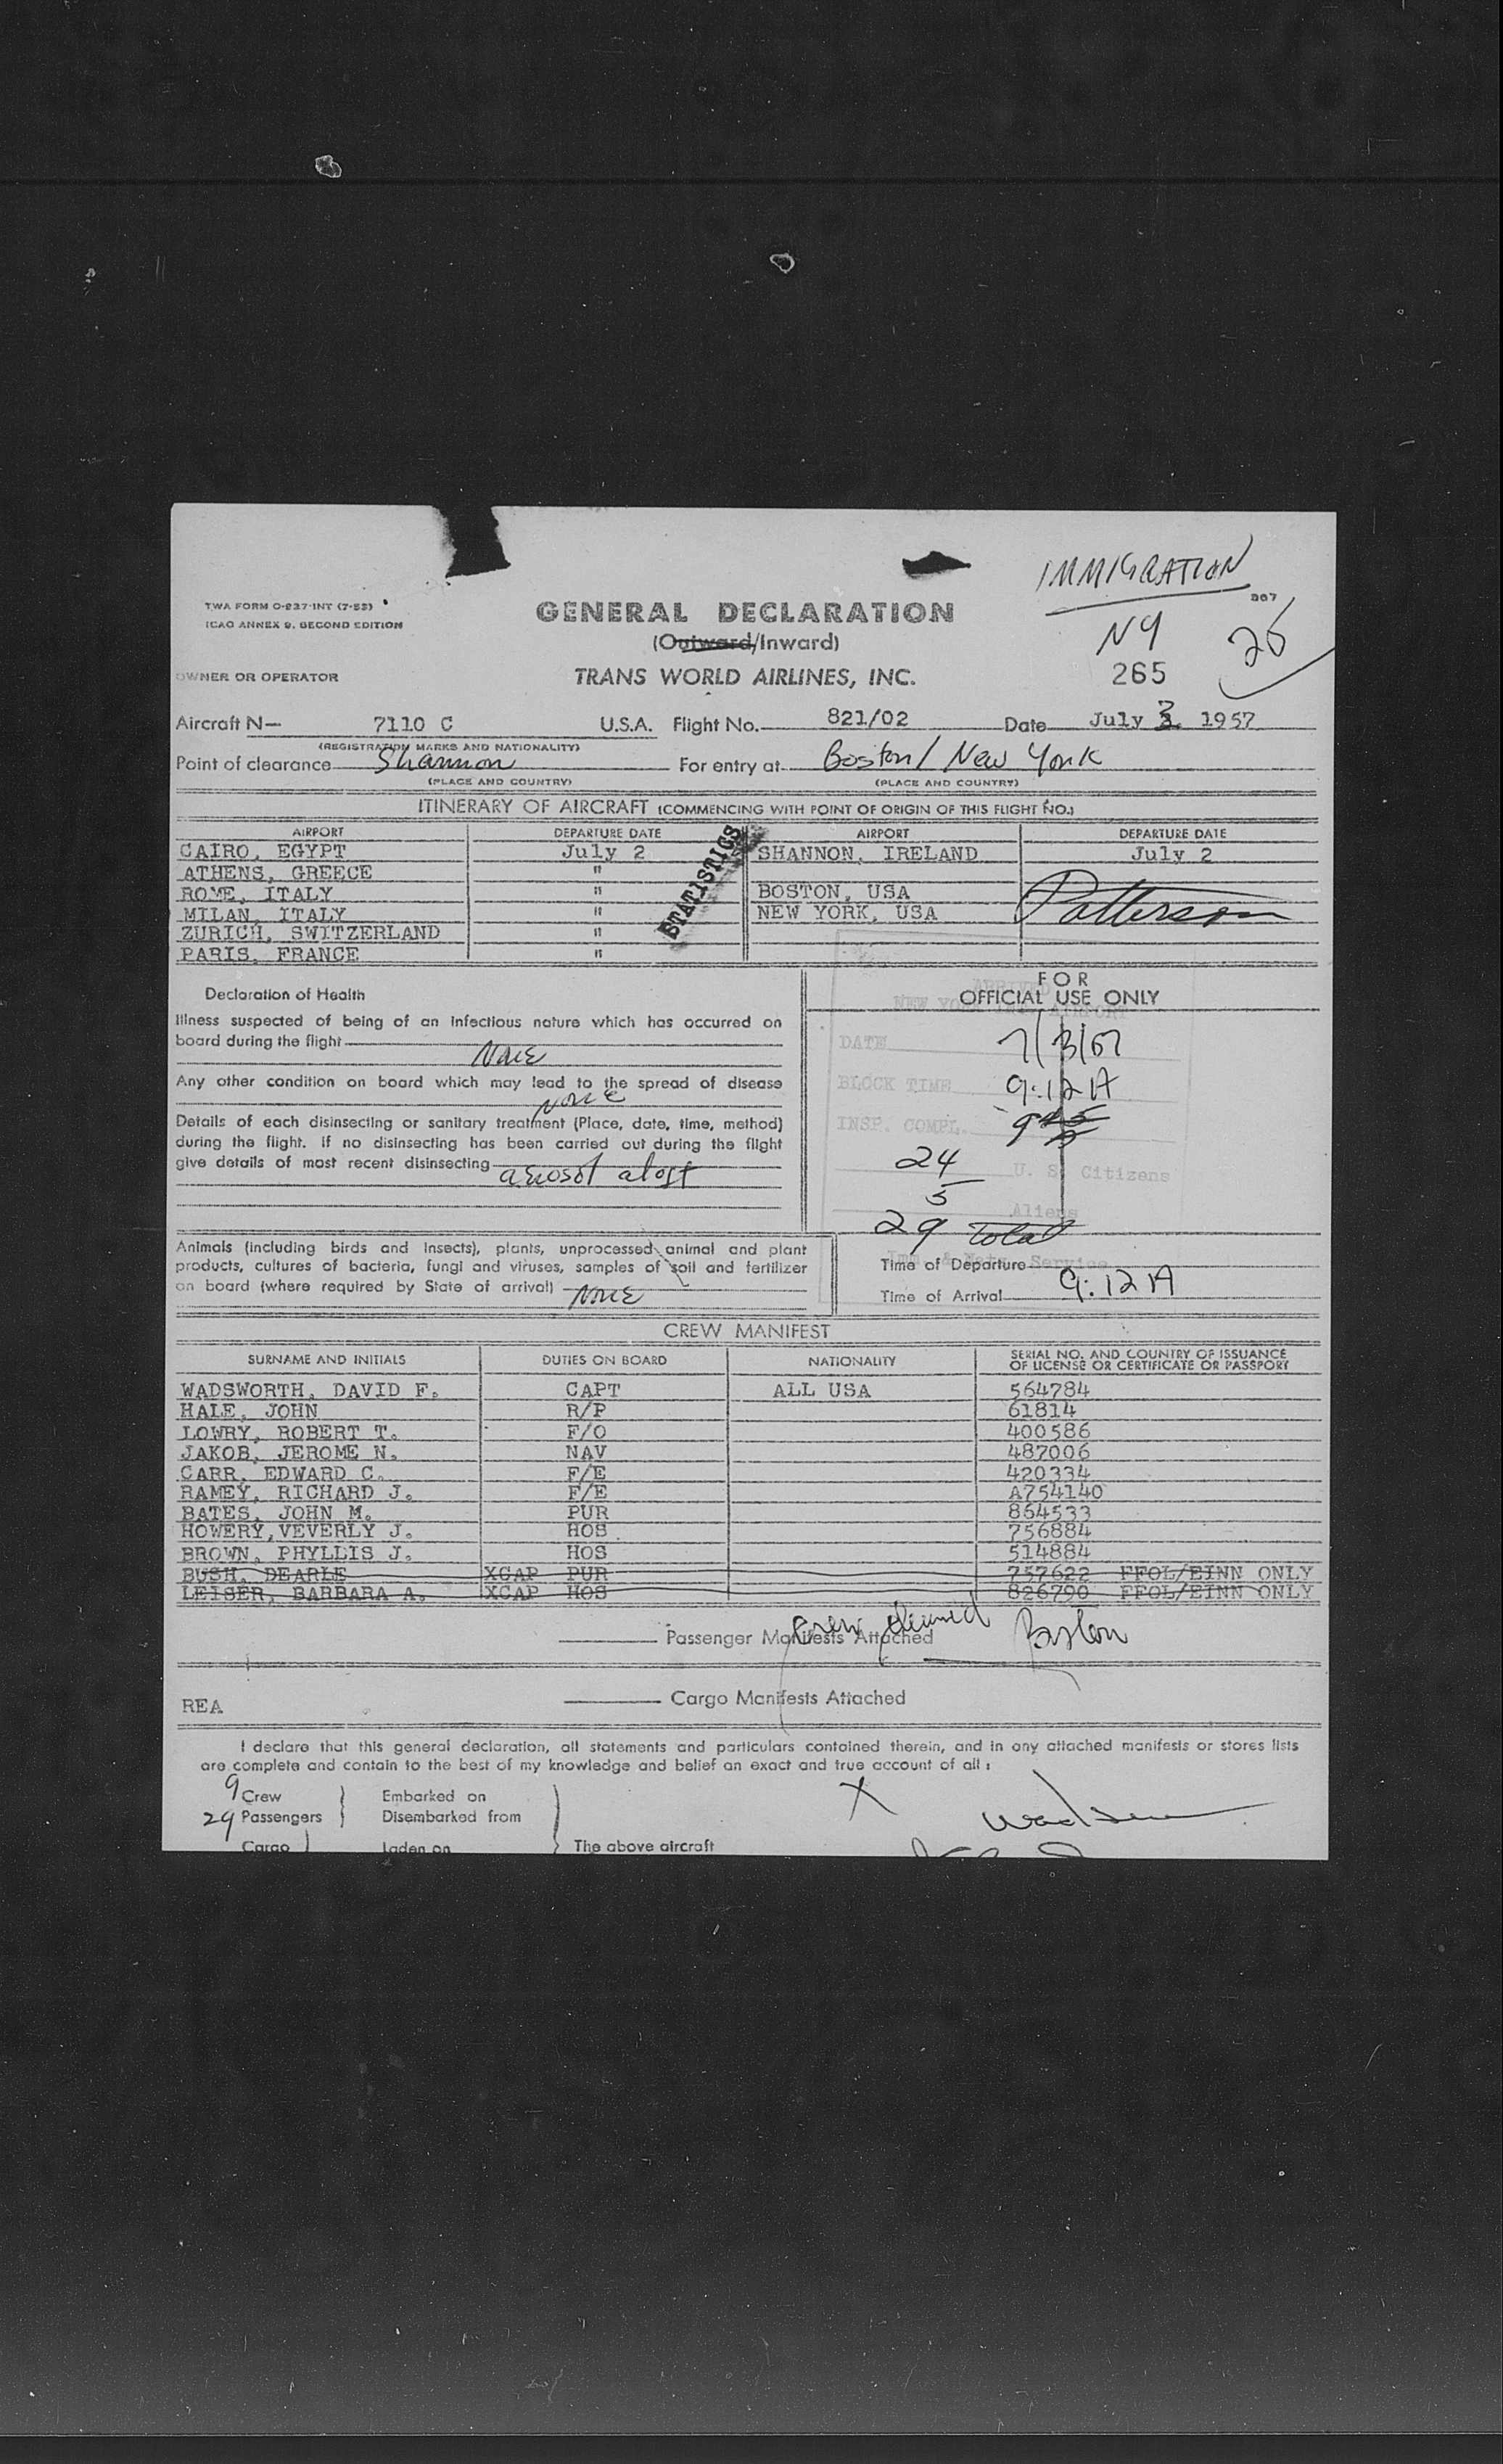 IMMIGRATION
367
TWA FORM O-237-INT (7-53)
ICAO ANNEX 9, SECOND EDITION
GENERAL DECLARATION
(Outward/Inward)
NY
25
OWNER OR OPERATOR
TRANS WORLD AIRLINES, INC.
265
Aircraft N— 7110 C U.S.A. Flight No. 821/02 Date July 3 1957
(REGISTRATION MARKS AND NATIONALITY)
Point of clearance Shannon For entry at Boston / New York
(PLACE AND COUNTRY) (PLACE AND COUNTRY)
ITINERARY OF AIRCRAFT (COMMENCING WITH POINT OF ORIGIN OF THIS FLIGHT NO.)
AIRPORT DEPARTURE DATE AIRPORT DEPARTURE DATE
CAIRO, EGYPT July 2 SHANNON, IRELAND July 2
ATHENS, GREECE "
ROME, ITALY " BOSTON, USA
MILAN, ITALY " NEW YORK, USA Patterson
ZURICH, SWITZERLAND "
PARIS, FRANCE "
STATISTICS
Declaration of Health
Illness suspected of being of an infectious nature which has occurred on
board during the flight None
Any other condition on board which may lead to the spread of disease
None
Details of each disinsecting or sanitary treatment (Place, date, time, method)
during the flight. If no disinsecting has been carried out during the flight
give details of most recent disinsecting aerosol aloft
FOR
OFFICIAL USE ONLY
ARRIVED
NEW YORK INT. AIRPORT
DATE 7/3/57
BLOCK TIME 9:12 A
INSP. COMPL. 945
24 U. S. Citizens
5 Aliens
29 Total
Imm. & Natz. Service
Animals (including birds and insects), plants, unprocessed animal and plant
products, cultures of bacteria, fungi and viruses, samples of soil and fertilizer
on board (where required by State of arrival) None
Time of Departure
Time of Arrival 9:12 A
CREW MANIFEST
SURNAME AND INITIALS DUTIES ON BOARD NATIONALITY SERIAL NO. AND COUNTRY OF ISSUANCE
OF LICENSE OR CERTIFICATE OR PASSPORT
WADSWORTH, DAVID F. CAPT ALL USA 564784
HALE, JOHN R/P 61814
LOWRY, ROBERT T. F/O 400586
JAKOB, JEROME N. NAV 487006
CARR, EDWARD C. F/E 420334
RAMEY, RICHARD J. F/E A754140
BATES, JOHN M. PUR 864533
HOWERY, VEVERLY J. HOS 756884
BROWN, PHYLLIS J. HOS 514884
BUSH, DEARLE XCAP PUR 757622 FFOL/EINN ONLY
LEISER, BARBARA A. XCAP HOS 826790 FFOL/EINN ONLY
Crew cleared Boston
Passenger Manifests Attached
REA
Cargo Manifests Attached
I declare that this general declaration, all statements and particulars contained therein, and in any attached manifests or stores lists
are complete and contain to the best of my knowledge and belief an exact and true account of all:
9 Crew Embarked on X
29 Passengers Disembarked from
Cargo Laden on The above aircraft